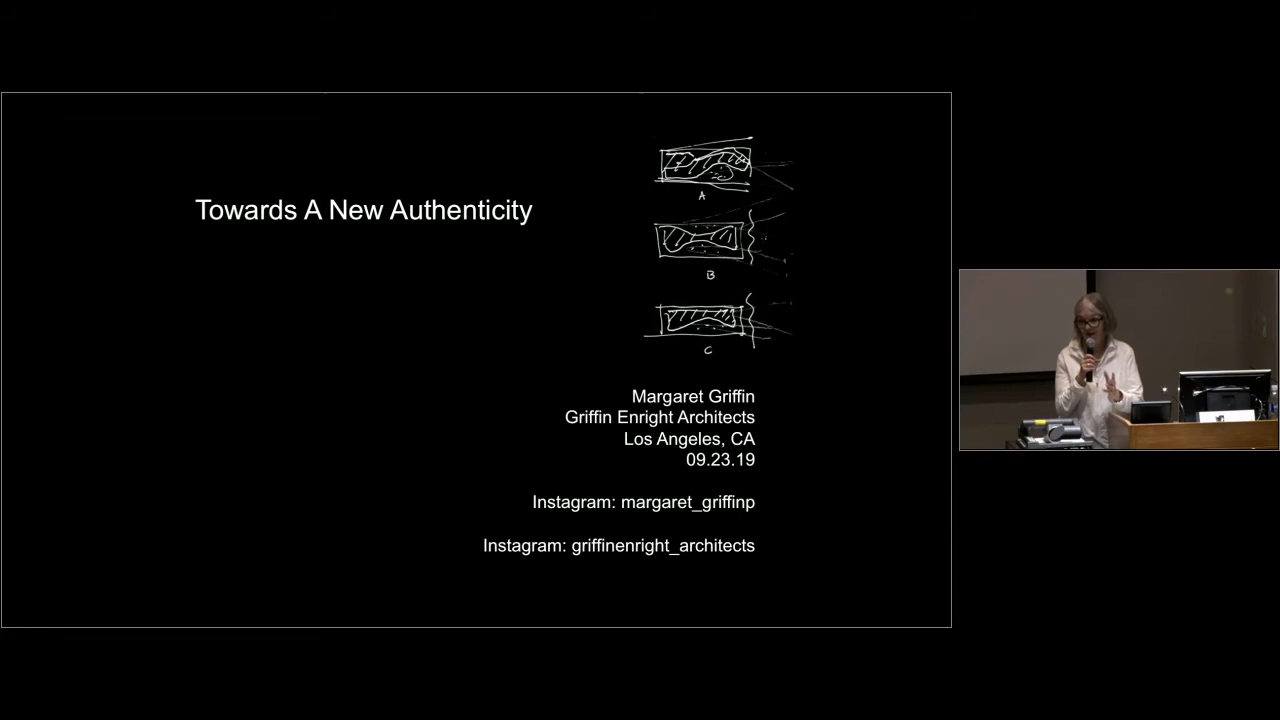 Towards A New Authenticity
A
B
C
Margaret Griffin
Griffin Enright Architects
Los Angeles, CA
09.23.19
Instagram: margaret_griffinp
Instagram: griffinenright_architects